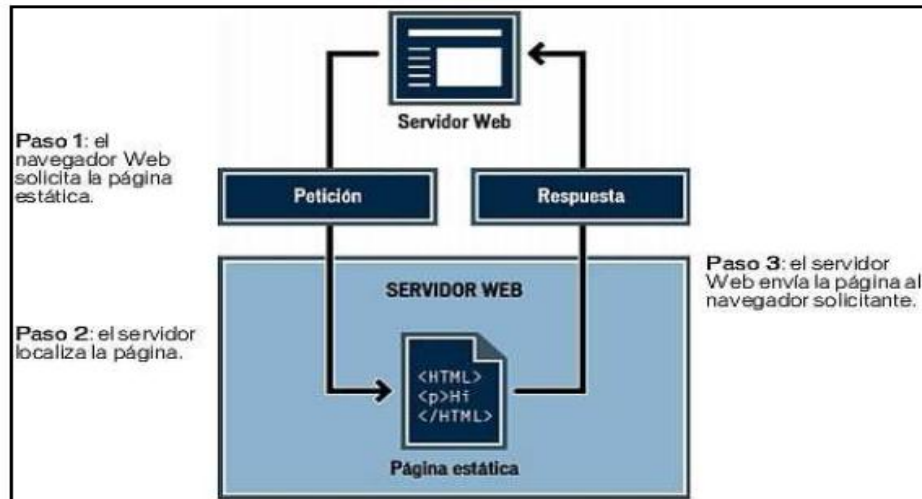 Servidor Web
Paso 1: el
navegador Web
solicita la página
estática.
Petición
Respuesta
SERVIDOR WEB
Paso 3: el servidor
Web envía la página al
navegador solicitante.
Paso 2: el servidor
localiza la página.
<HTML>
<p>Hi
</HTML>
Página estática